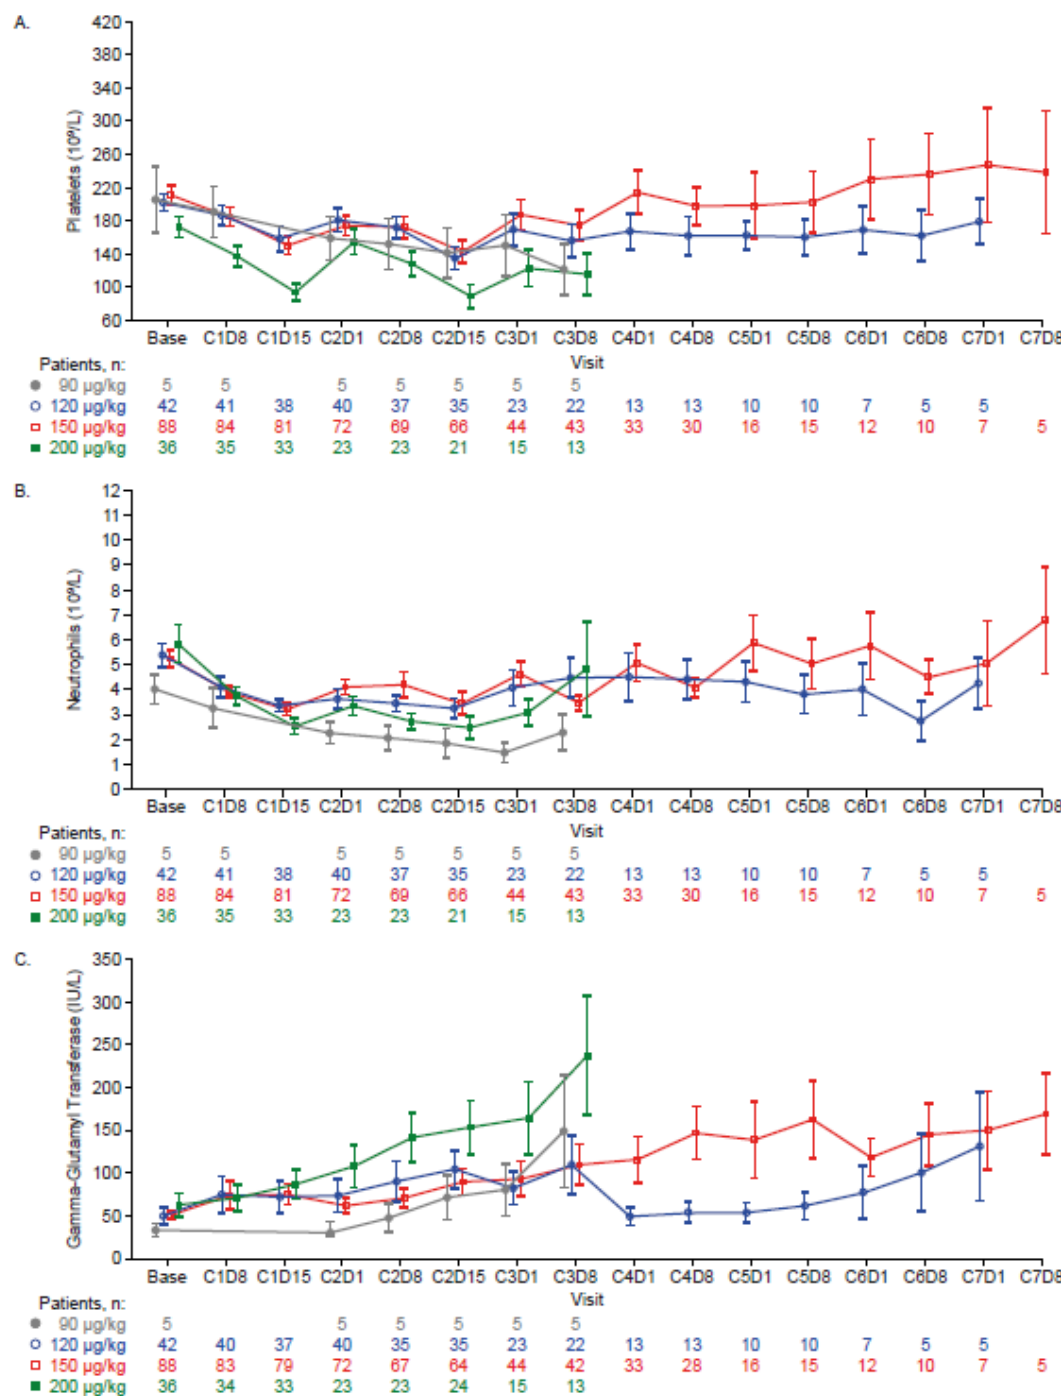 A.
420
380
340
300
260
220
180
140
100
60
Platelets (10⁹/L)
Base C1D8 C1D15 C2D1 C2D8 C2D15 C3D1 C3D8 C4D1 C4D8 C5D1 C5D8 C6D1 C6D8 C7D1 C7D8
Visit
Patients, n:
90 µg/kg 5 5 5 5 5 5 5
120 µg/kg 42 41 38 40 37 35 23 22 13 13 10 10 7 5 5
150 µg/kg 88 84 81 72 69 66 44 43 33 30 16 15 12 10 7 5
200 µg/kg 36 35 33 23 23 21 15 13
B.
12
11
10
9
8
7
6
5
4
3
2
1
0
Neutrophils (10⁹/L)
Base C1D8 C1D15 C2D1 C2D8 C2D15 C3D1 C3D8 C4D1 C4D8 C5D1 C5D8 C6D1 C6D8 C7D1 C7D8
Visit
Patients, n:
90 µg/kg 5 5 5 5 5 5 5
120 µg/kg 42 41 38 40 37 35 23 22 13 13 10 10 7 5 5
150 µg/kg 88 84 81 72 69 66 44 43 33 30 16 15 12 10 7 5
200 µg/kg 36 35 33 23 23 21 15 13
C.
350
300
250
200
150
100
50
0
Gamma-Glutamyl Transferase (IU/L)
Base C1D8 C1D15 C2D1 C2D8 C2D15 C3D1 C3D8 C4D1 C4D8 C5D1 C5D8 C6D1 C6D8 C7D1 C7D8
Visit
Patients, n:
90 µg/kg 5 5 5 5 5 5
120 µg/kg 42 40 37 40 35 35 23 22 13 13 10 10 7 5 5
150 µg/kg 88 83 79 72 67 64 44 42 33 28 16 15 12 10 7 5
200 µg/kg 36 34 33 23 23 24 15 13